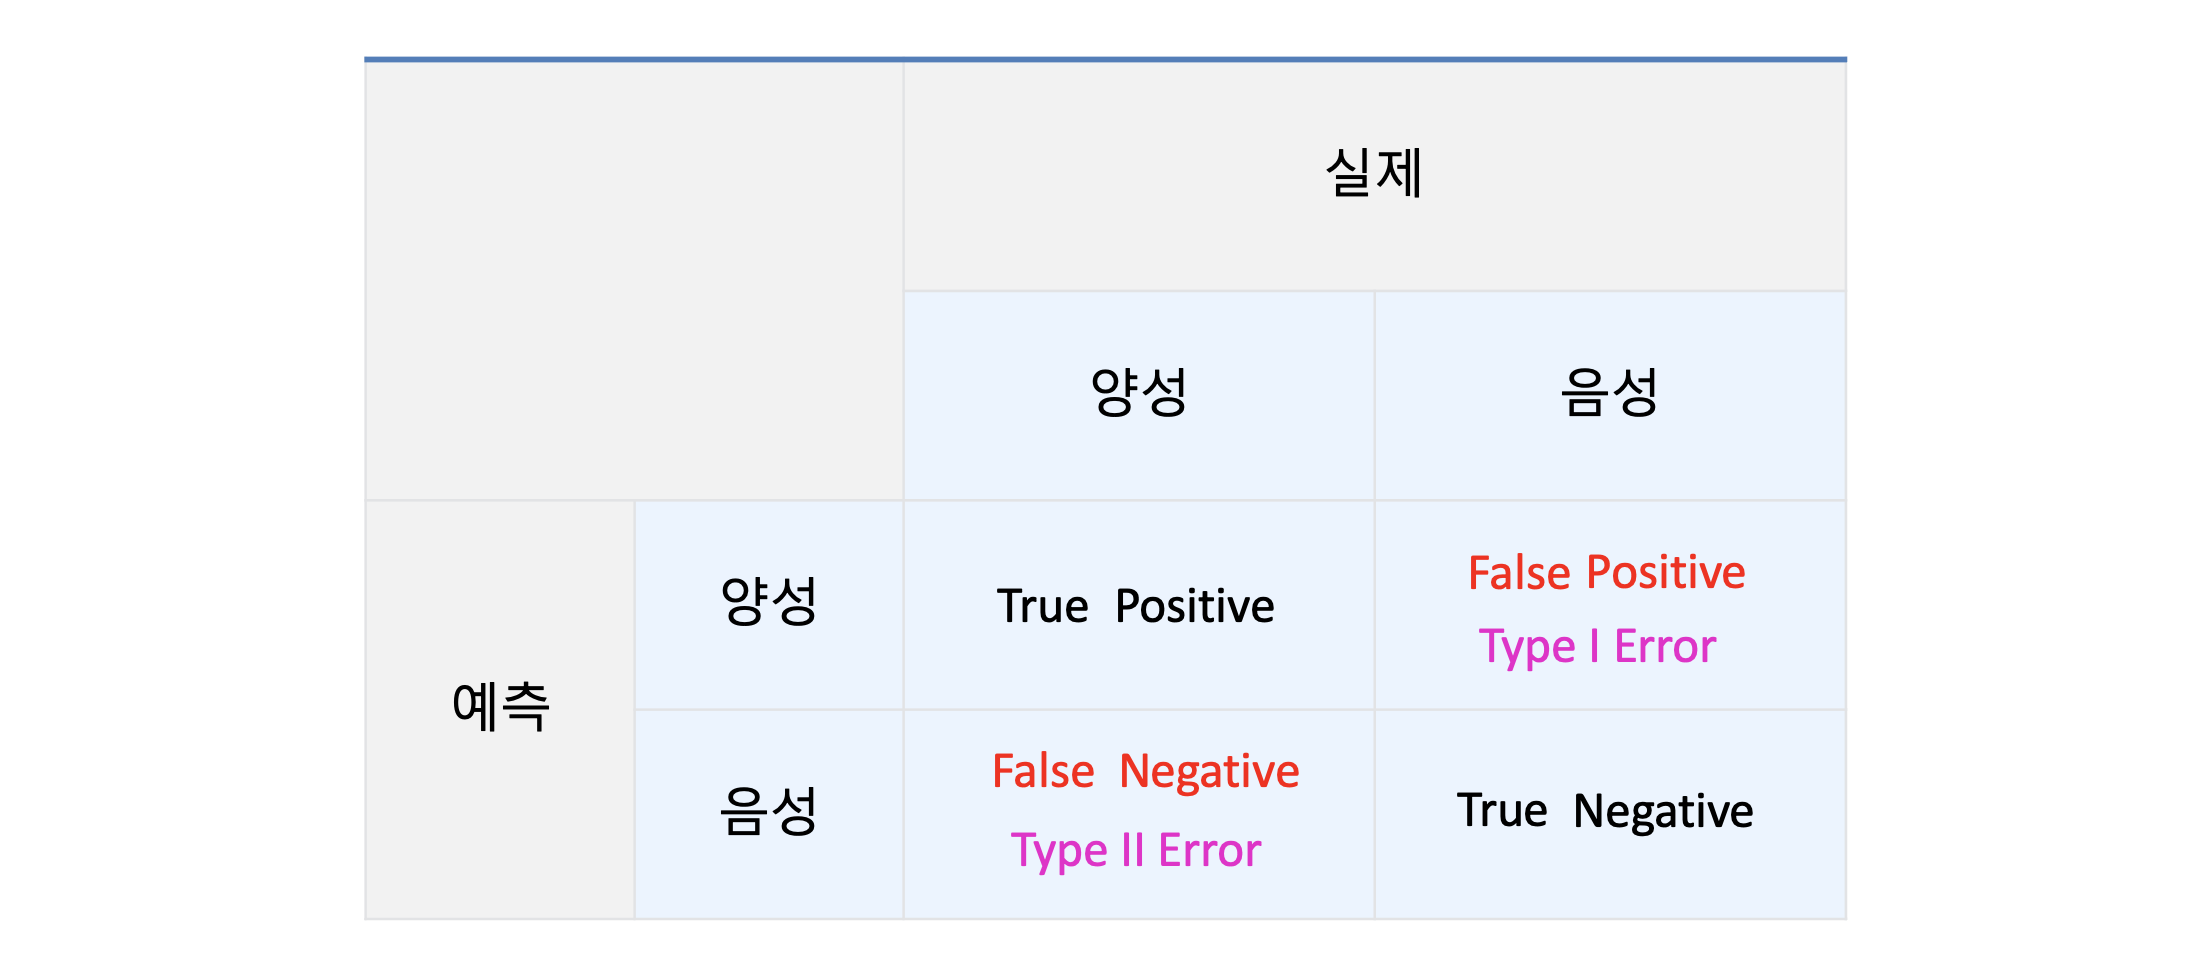 실제
양성
음성
예측
양성
True Positive
False Positive
Type I Error
음성
False Negative
Type II Error
True Negative